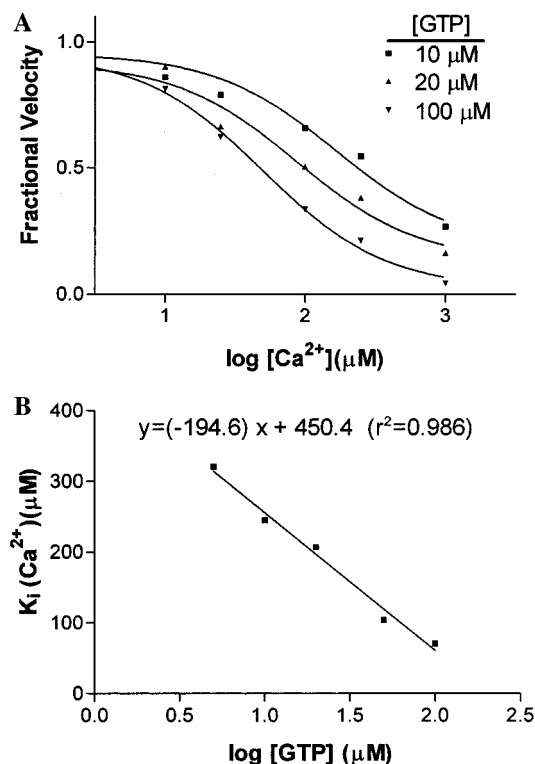 A
[GTP]
10 µM
20 µM
100 µM
Fractional Velocity
1.0
0.5
0.0
1
2
3
log [Ca²⁺](µM)
B
y=(-194.6) x + 450.4 (r²=0.986)
Kᵢ (Ca²⁺)(µM)
400
300
200
100
0
0.0
0.5
1.0
1.5
2.0
2.5
log [GTP] (µM)